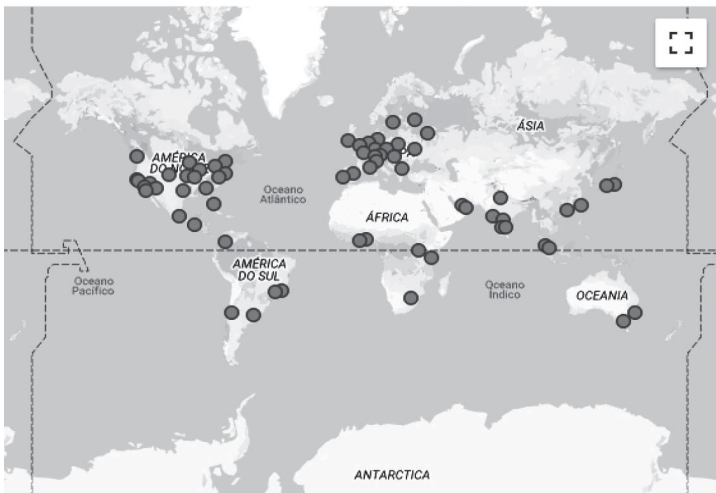 ÁSIA
AMÉRICA
DO
Oceano
Atlântico
ÁFRICA
AMÉRICA
DO SUL
Oceano
Pacífico
Oceano
Índico
OCEANIA
ANTARCTICA